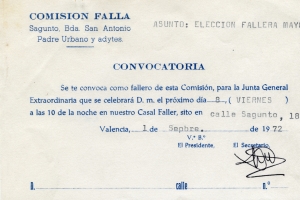 COMISION FALLA
Sagunto, Bda. San Antonio
Padre Urbano y adytes.
ASUNTO: ELECCION FALLERA MAY
CONVOCATORIA
Se te convoca como fallero de esta Comisión, para la Junta General
Extraordinaria que se celebrará D. m. el próximo día 8 ( VIERNES )
a las 10 de la noche en nuestro Casal Faller, sito en calle Sagunto, 18
Valencia, 1 de Sepbre. de 1972
V.º B.º
El Presidente, El Secretario,
D. calle n.º